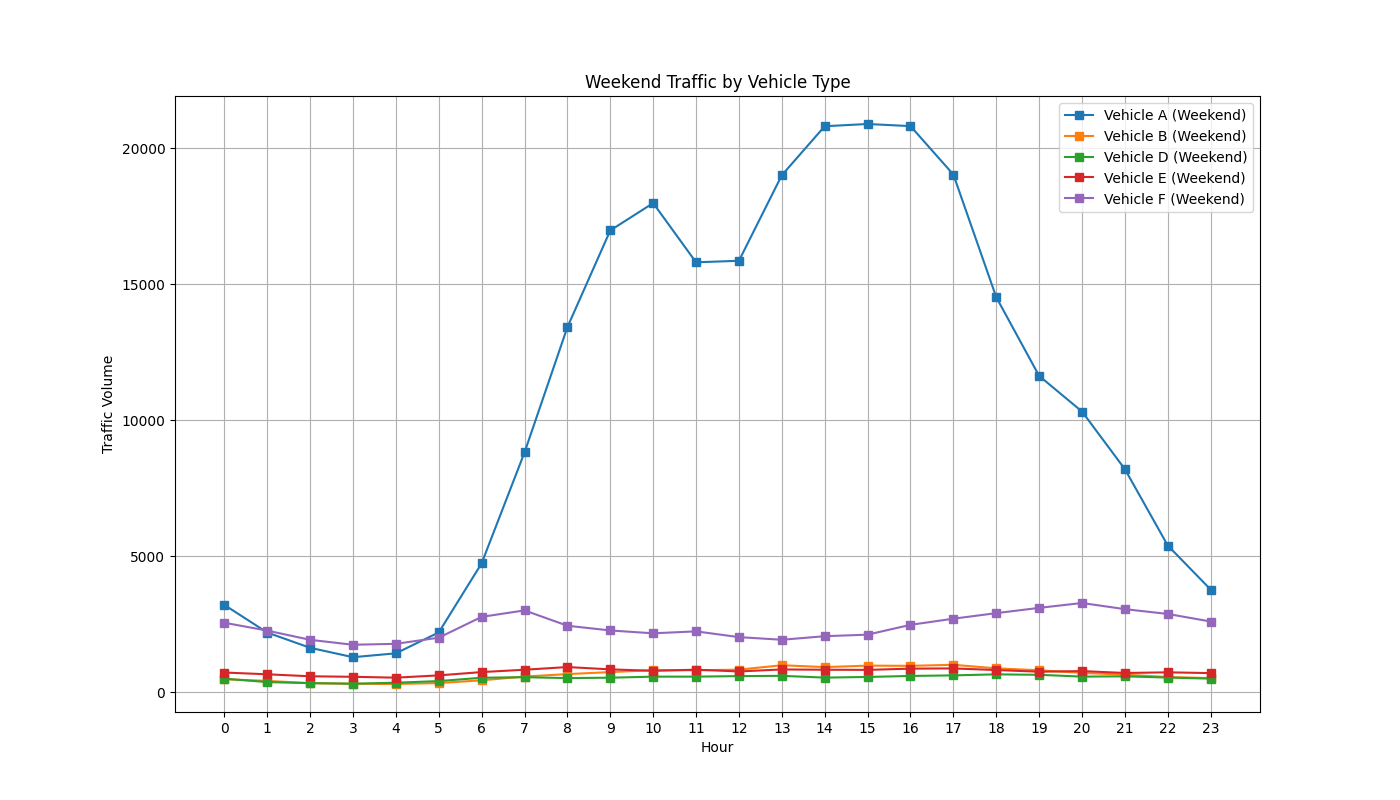 Weekend Traffic by Vehicle Type
Vehicle A (Weekend)
Vehicle B (Weekend)
Vehicle D (Weekend)
Vehicle E (Weekend)
Vehicle F (Weekend)
Traffic Volume
20000
15000
10000
5000
0
0 1 2 3 4 5 6 7 8 9 10 11 12 13 14 15 16 17 18 19 20 21 22 23
Hour